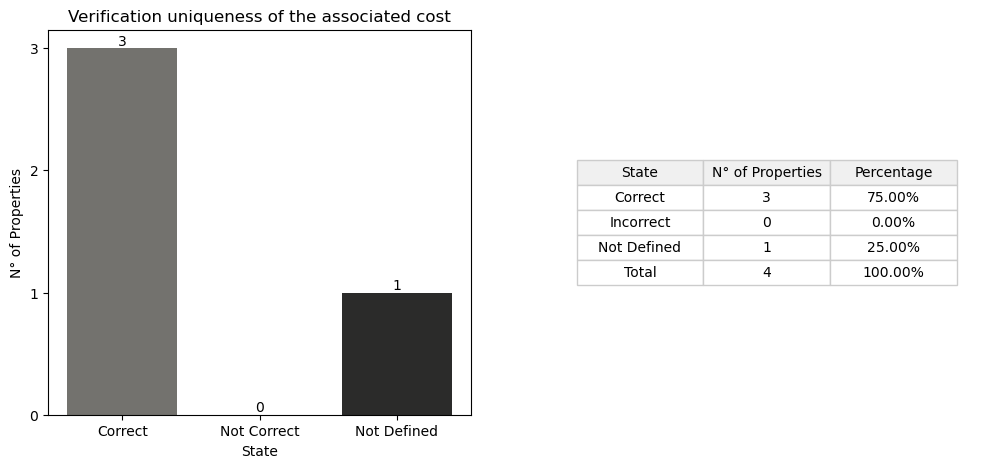 Verification uniqueness of the associated cost
N° of Properties
3
2
1
0
3
0
1
Correct
Not Correct
Not Defined
State
State N° of Properties Percentage
Correct 3 75.00%
Incorrect 0 0.00%
Not Defined 1 25.00%
Total 4 100.00%